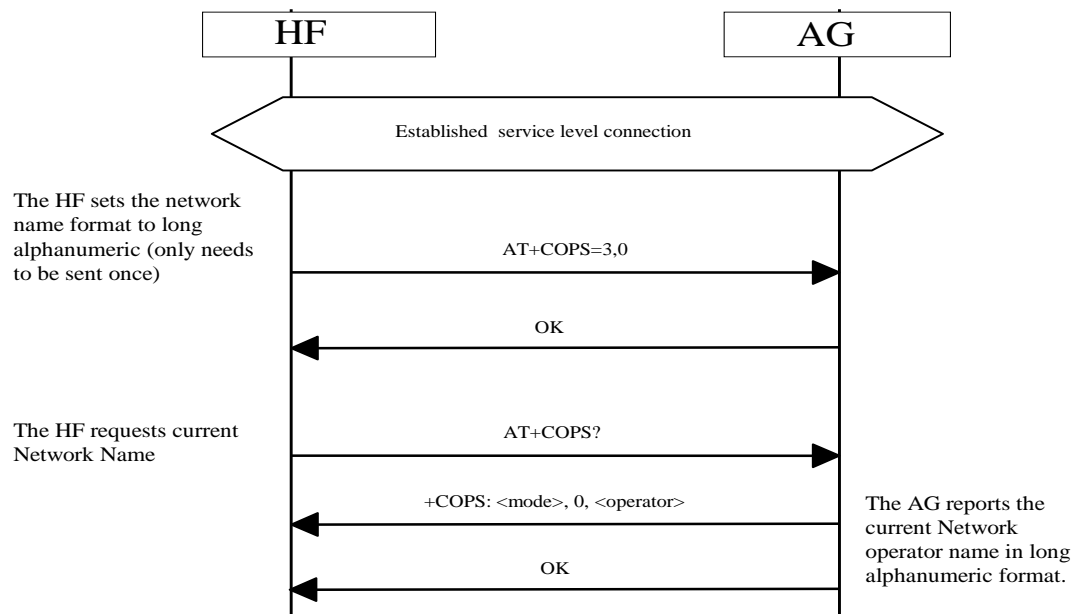 HF
AG
Established service level connection
The HF sets the network
name format to long
alphanumeric (only needs
to be sent once)
AT+COPS=3,0
OK
The HF requests current
Network Name
AT+COPS?
+COPS: <mode>, 0, <operator>
The AG reports the
current Network
operator name in long
alphanumeric format.
OK